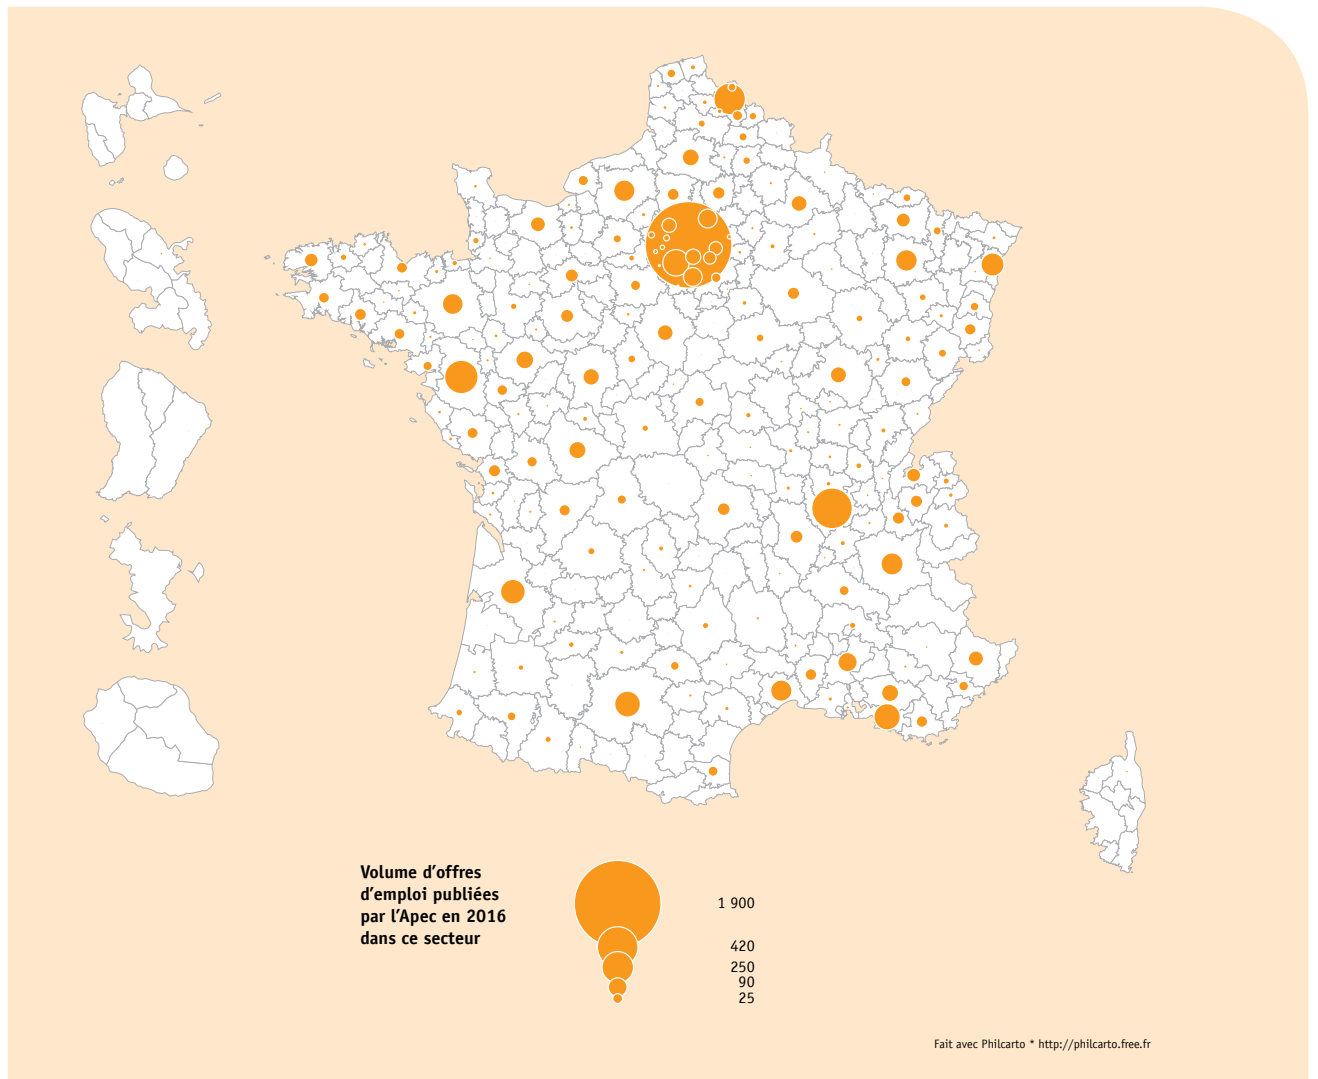 Volume d’offres
d’emploi publiées
par l’Apec en 2016
dans ce secteur
1 900
420
250
90
25
Fait avec Philcarto * http://philcarto.free.fr